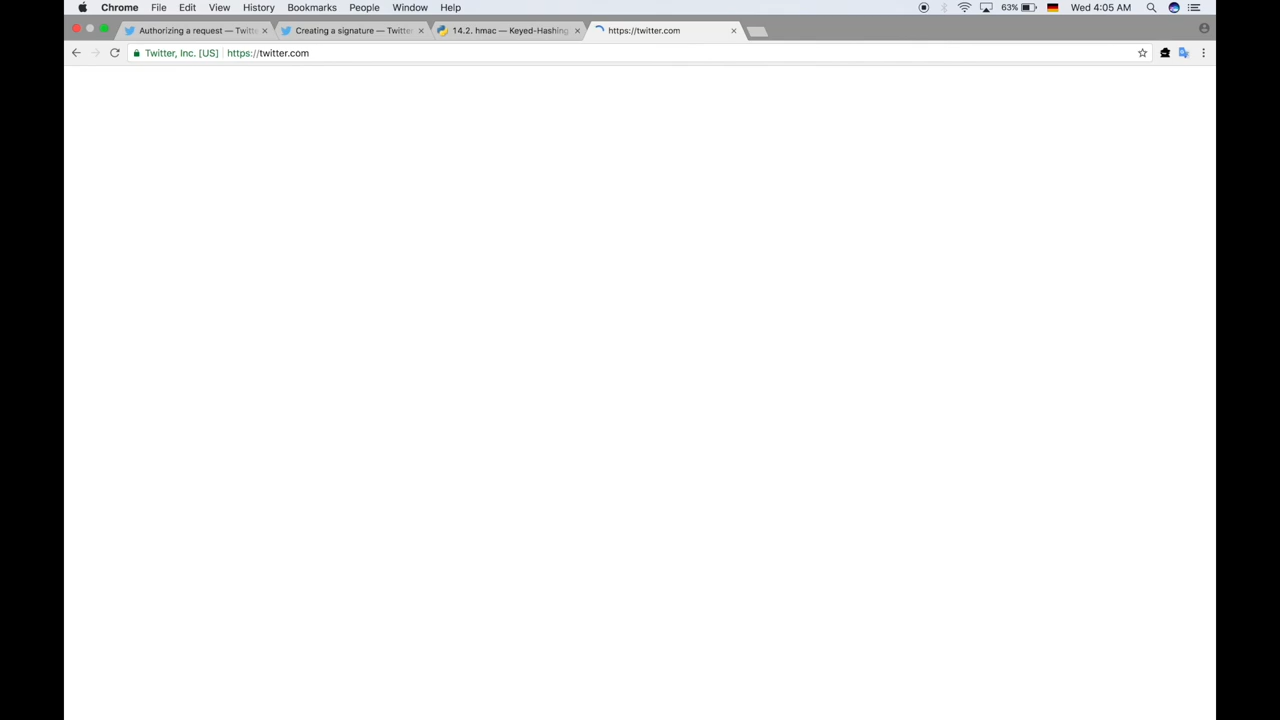 Chrome File Edit View History Bookmarks People Window Help 63% Wed 4:05 AM
Authorizing a request — Twitte Creating a signature — Twitter 14.2. hmac — Keyed-Hashing https://twitter.com
Twitter, Inc. [US] https://twitter.com